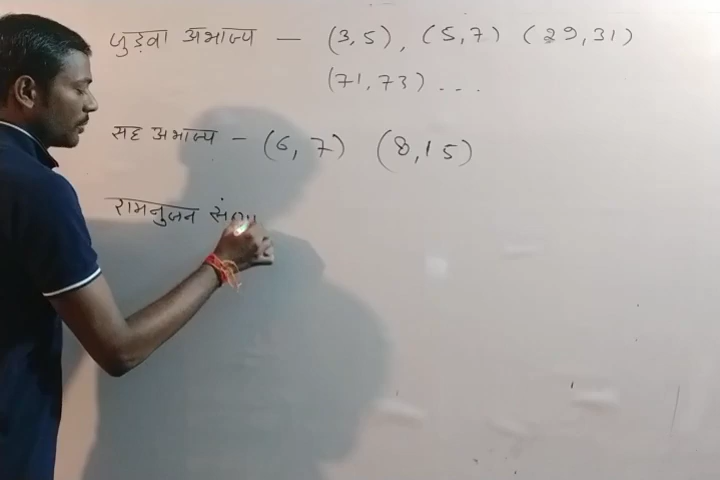 जुड़वा अभाज्य — (3,5), (5,7) (29,31)
(71,73) ...
सह अभाज्य - (6,7) (8,15)
रामनुजन